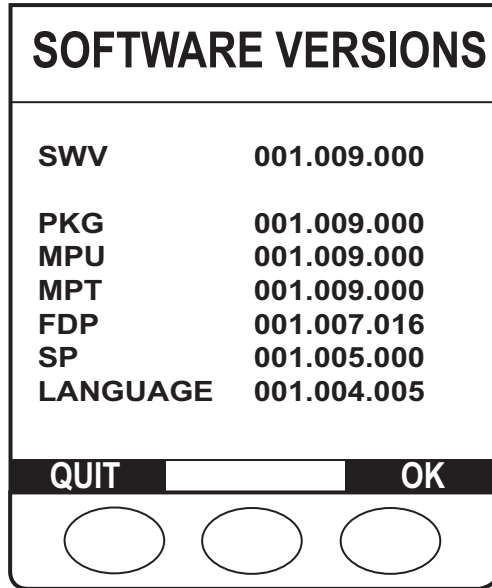 SOFTWARE VERSIONS
SWV 001.009.000
PKG 001.009.000
MPU 001.009.000
MPT 001.009.000
FDP 001.007.016
SP 001.005.000
LANGUAGE 001.004.005
QUIT OK